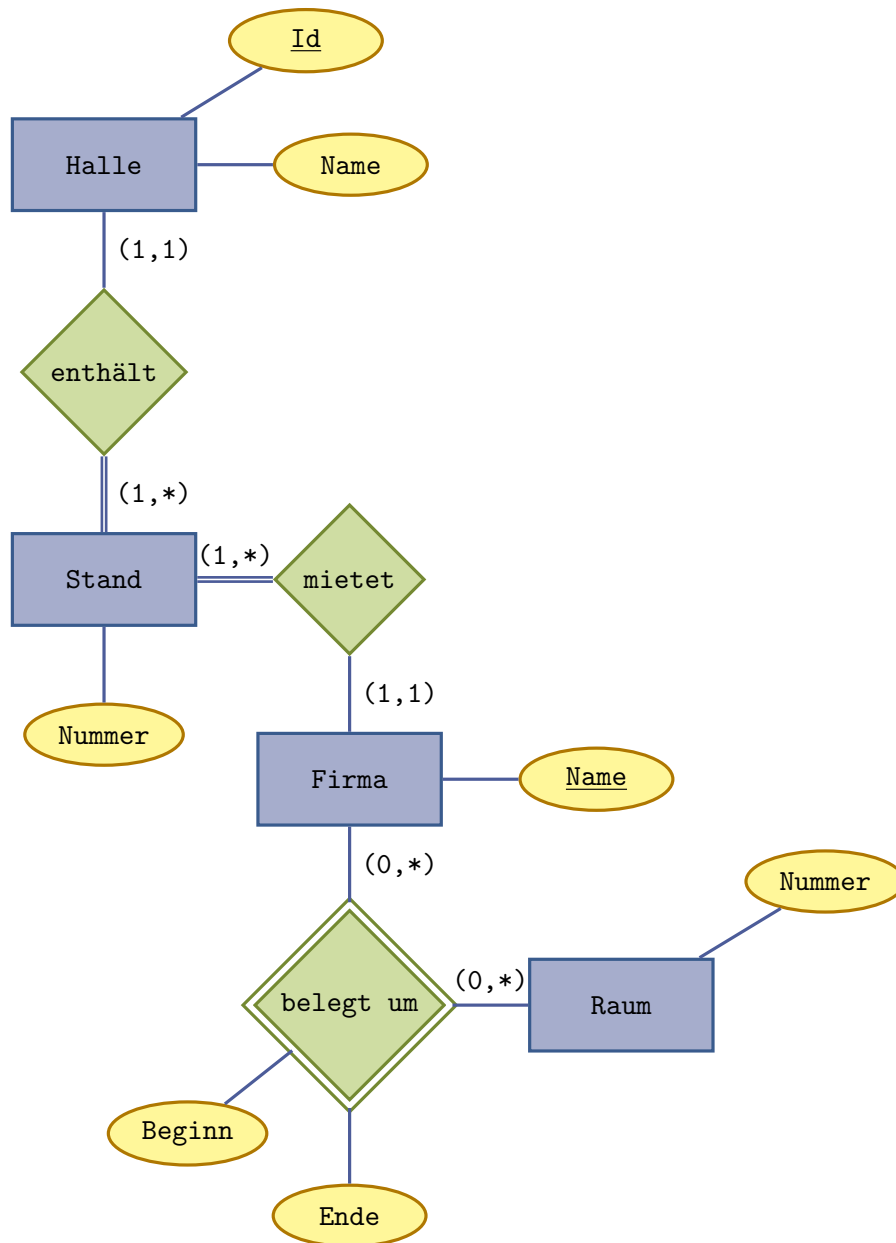 Id
Halle
Name
(1,1)
enthält
(1,*)
Stand
(1,*)
mietet
Nummer
(1,1)
Firma
Name
(0,*)
Nummer
belegt um
(0,*)
Raum
Beginn
Ende